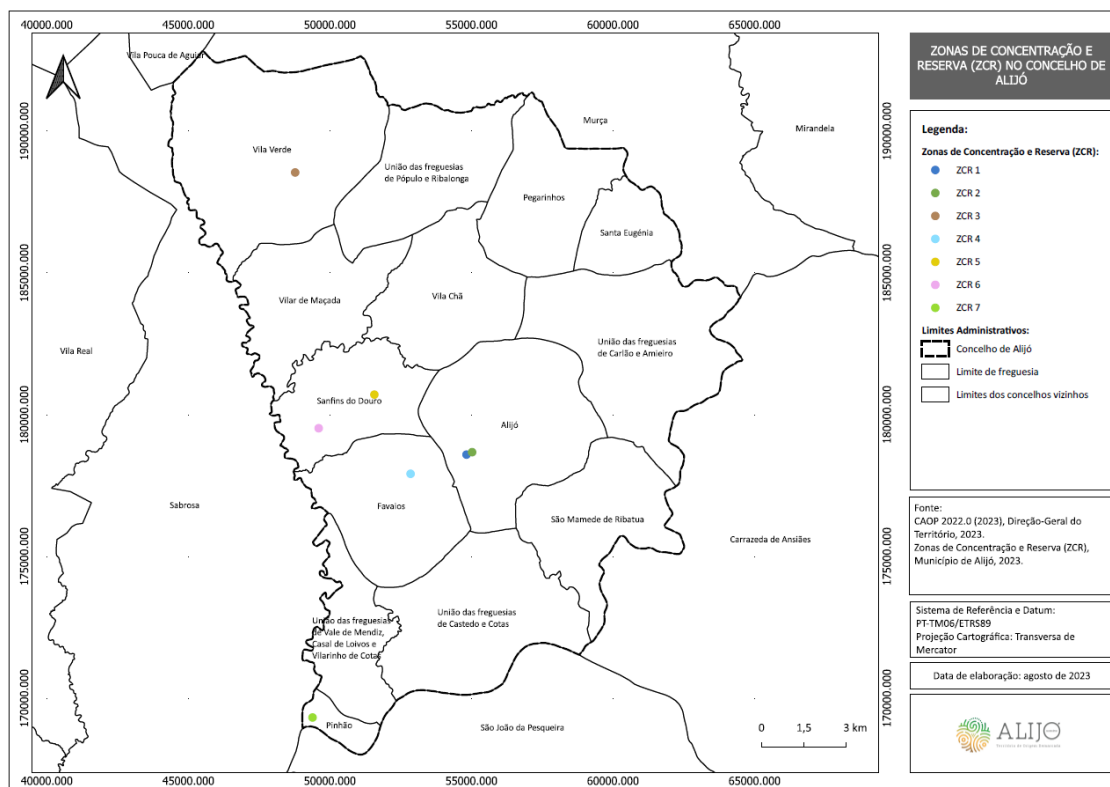 40000.000 45000.000 50000.000 55000.000 60000.000 65000.000
190000.000
185000.000
180000.000
175000.000
170000.000
Vila Pouca de Aguiar
Murça
Mirandela
Vila Verde
União das freguesias
de Pópulo e Ribalonga
Pegarinhos
Santa Eugénia
Vilar de Maçada
Vila Chã
União das freguesias
de Carlão e Amieiro
Vila Real
Sanfins do Douro
Alijó
Sabrosa
Favaios
São Mamede de Ribatua
Carrazeda de Ansiães
União das freguesias
de Vale de Mendiz,
Casal de Loivos e
Vilarinho de Cotas
União das freguesias
de Castedo e Cotas
Pinhão
São João da Pesqueira
0 1,5 3 km
190000.000
185000.000
180000.000
175000.000
170000.000
40000.000 45000.000 50000.000 55000.000 60000.000 65000.000
ZONAS DE CONCENTRAÇÃO E
RESERVA (ZCR) NO CONCELHO DE
ALIJÓ
Legenda:
Zonas de Concentração e Reserva (ZCR):
ZCR 1
ZCR 2
ZCR 3
ZCR 4
ZCR 5
ZCR 6
ZCR 7
Limites Administrativos:
Concelho de Alijó
Limite de freguesia
Limites dos concelhos vizinhos
Fonte:
CAOP 2022.0 (2023), Direção-Geral do
Território, 2023.
Zonas de Concentração e Reserva (ZCR),
Município de Alijó, 2023.
Sistema de Referência e Datum:
PT-TM06/ETRS89
Projeção Cartográfica: Transversa de
Mercator
Data de elaboração: agosto de 2023
ALIJÓ